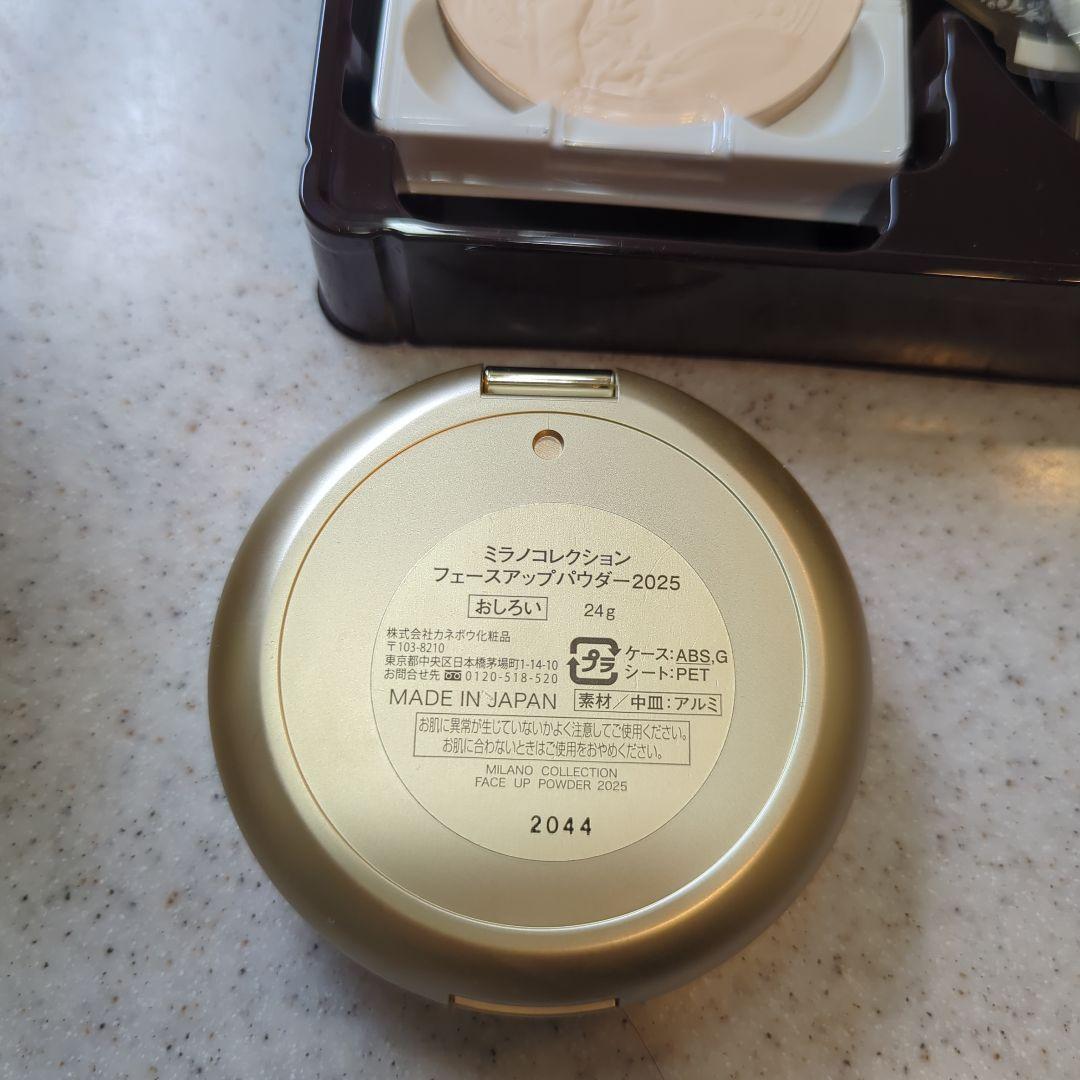 ミラノコレクション
フェースアップパウダー2025
おしろい 24g
株式会社カネボウ化粧品
〒103-8210
東京都中央区日本橋茅場町1-14-10
お問合せ先 0120-518-520
プラ
ケース:ABS,G
シート:PET
MADE IN JAPAN
素材/中皿:アルミ
お肌に異常が生じていないかよく注意してご使用ください。
お肌に合わないときはご使用をおやめください。
MILANO COLLECTION
FACE UP POWDER 2025
2044